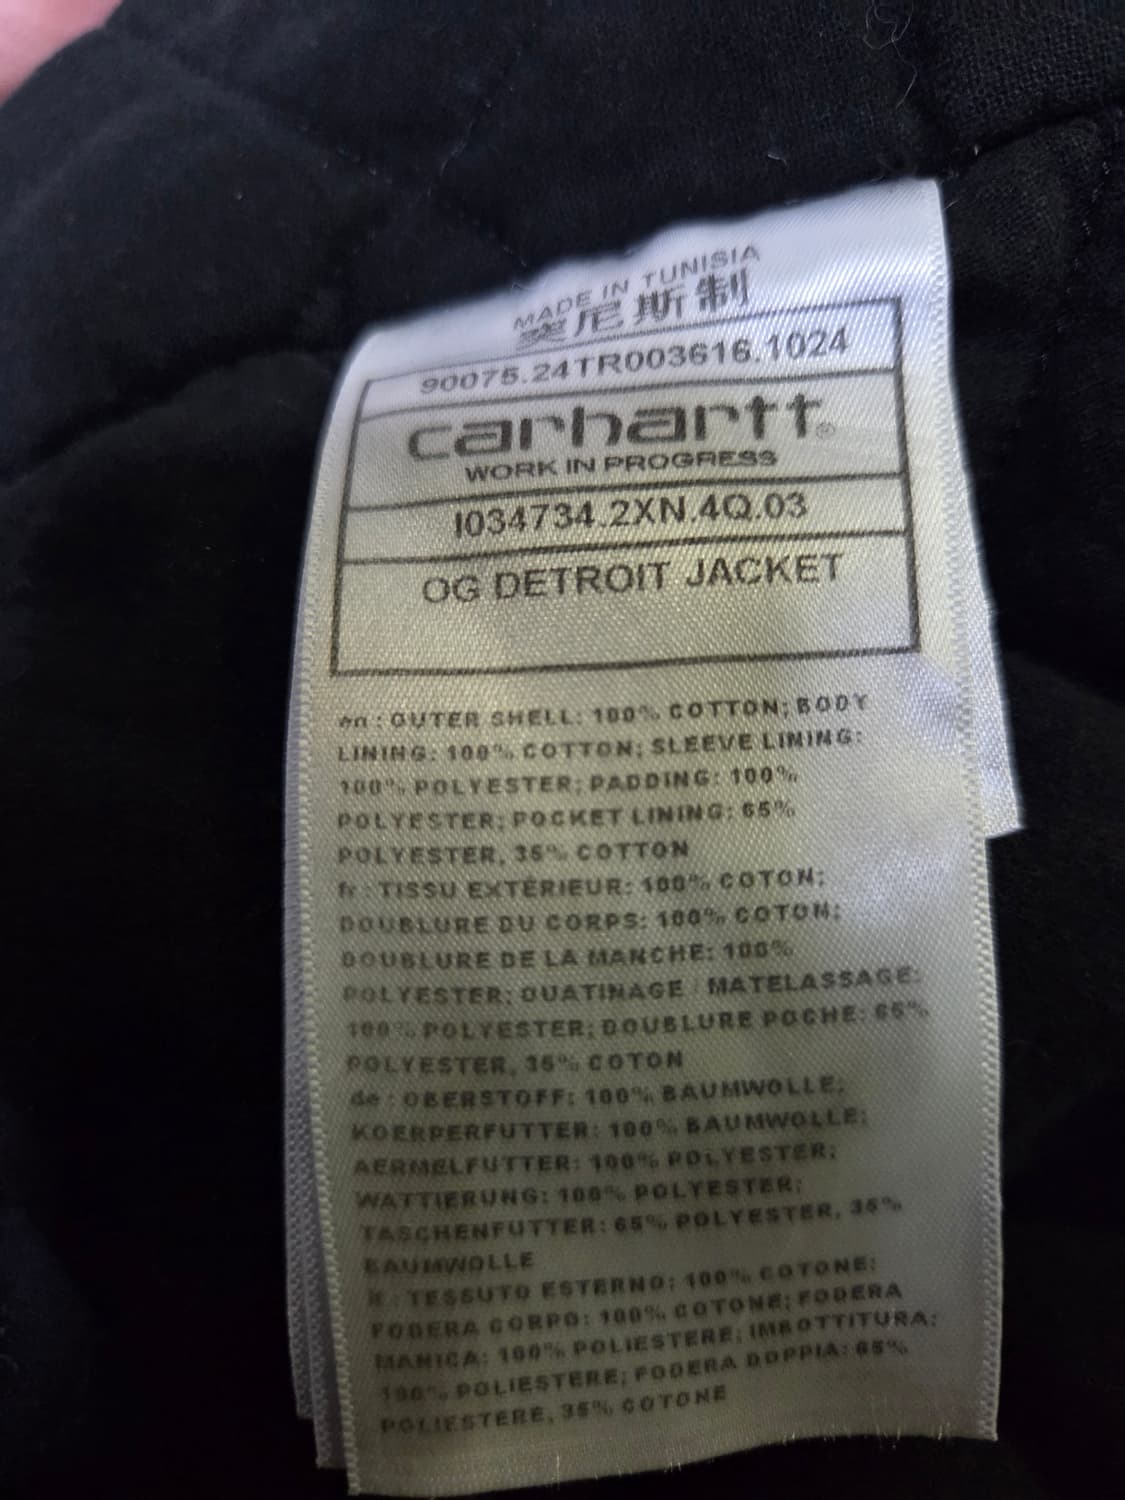 MADE IN TUNISIA
突尼斯制
90075.24TR003616.1024
carhartt®
WORK IN PROGRESS
I034734.2XN.4Q.03
OG DETROIT JACKET
en : OUTER SHELL: 100% COTTON; BODY
LINING: 100% COTTON; SLEEVE LINING:
100% POLYESTER; PADDING: 100%
POLYESTER; POCKET LINING: 65%
POLYESTER, 35% COTTON
fr : TISSU EXTÉRIEUR: 100% COTON;
DOUBLURE DU CORPS: 100% COTON;
DOUBLURE DE LA MANCHE: 100%
POLYESTER; OUATINAGE / MATELASSAGE:
100% POLYESTER; DOUBLURE POCHE: 65%
POLYESTER, 35% COTON
de : OBERSTOFF: 100% BAUMWOLLE;
KOERPERFUTTER: 100% BAUMWOLLE;
AERMELFUTTER: 100% POLYESTER;
WATTIERUNG: 100% POLYESTER;
TASCHENFUTTER: 65% POLYESTER, 35%
BAUMWOLLE
it : TESSUTO ESTERNO: 100% COTONE;
FODERA CORPO: 100% COTONE; FODERA
MANICA: 100% POLIESTERE; IMBOTTITURA:
100% POLIESTERE; FODERA DOPPIA: 65%
POLIESTERE, 35% COTONE